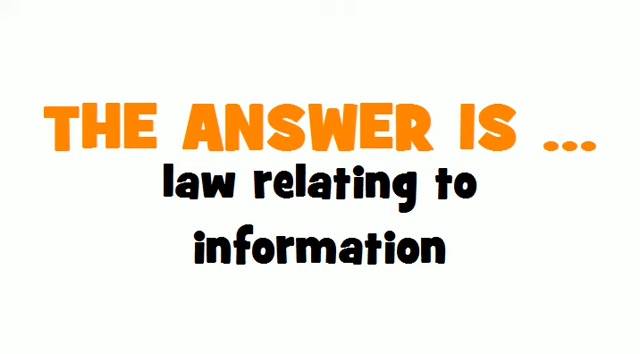 THE ANSWER IS ...
law relating to
information